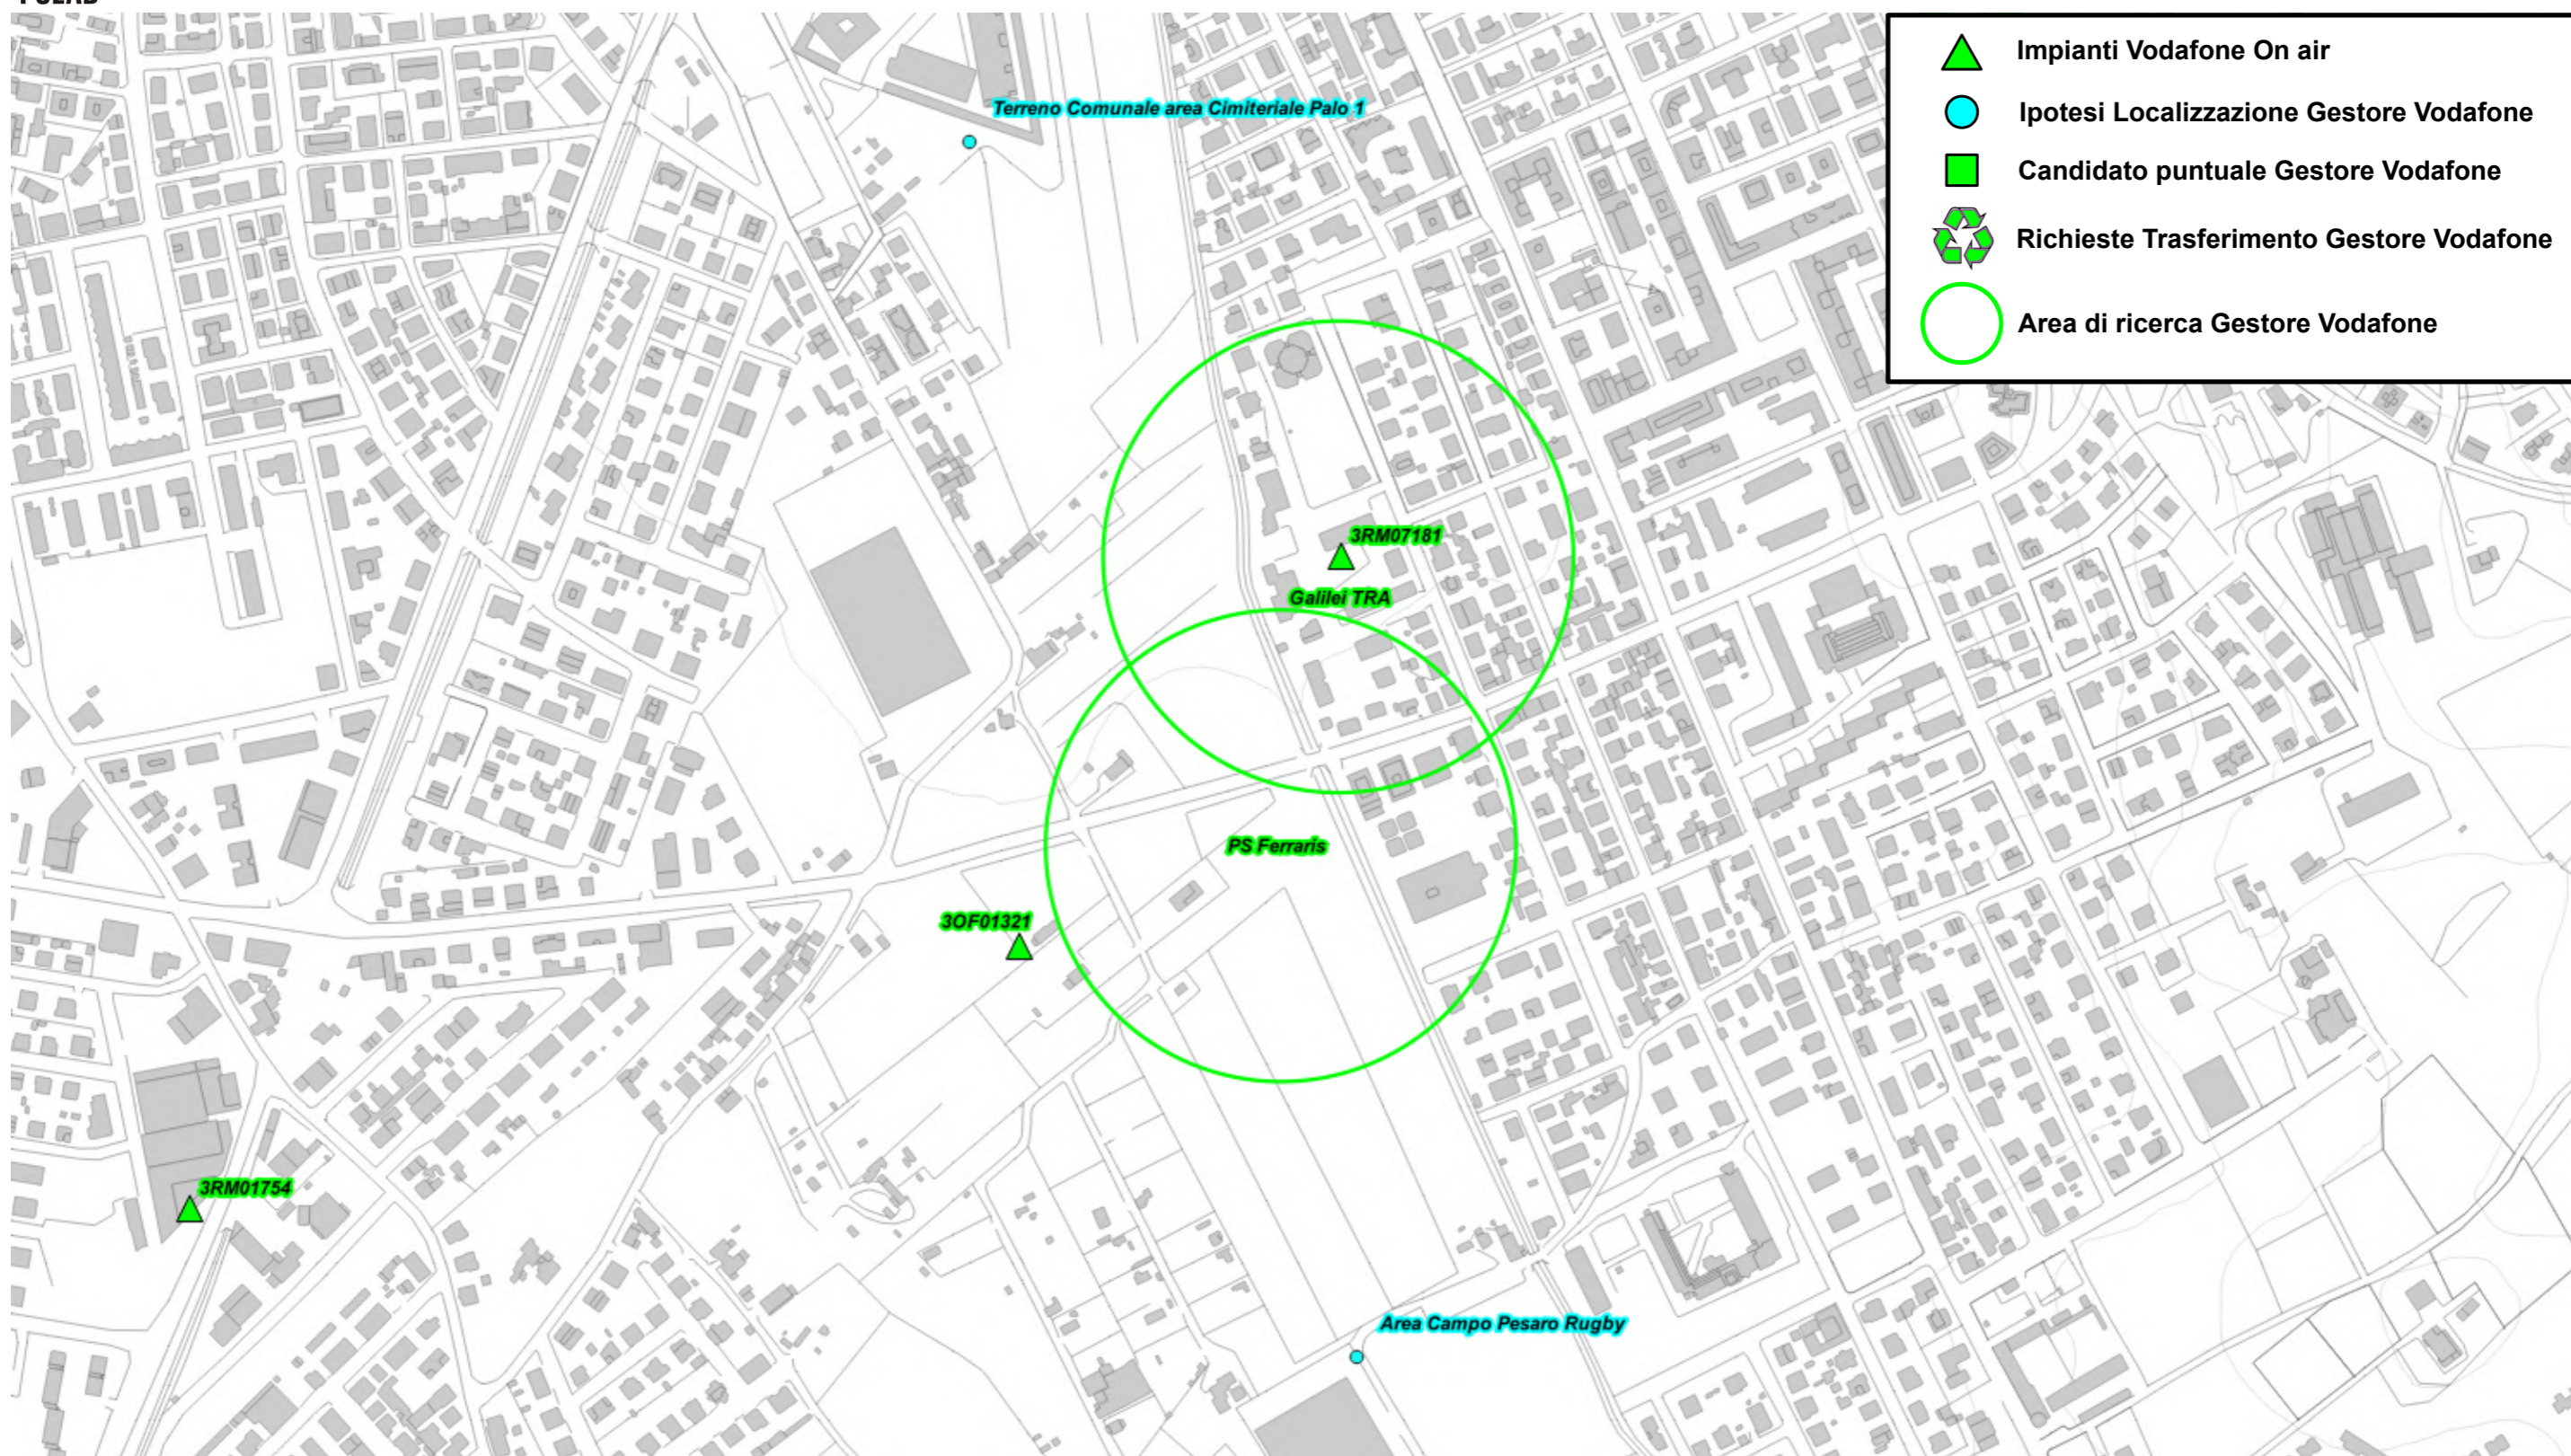 Impianti Vodafone On air
Ipotesi Localizzazione Gestore Vodafone
Candidato puntuale Gestore Vodafone
Richieste Trasferimento Gestore Vodafone
Area di ricerca Gestore Vodafone
Terreno Comunale area Cimiteriale Palo 1
3RM07181
Galilei TRA
PS Ferraris
3OF01321
3RM01754
Area Campo Pesaro Rugby